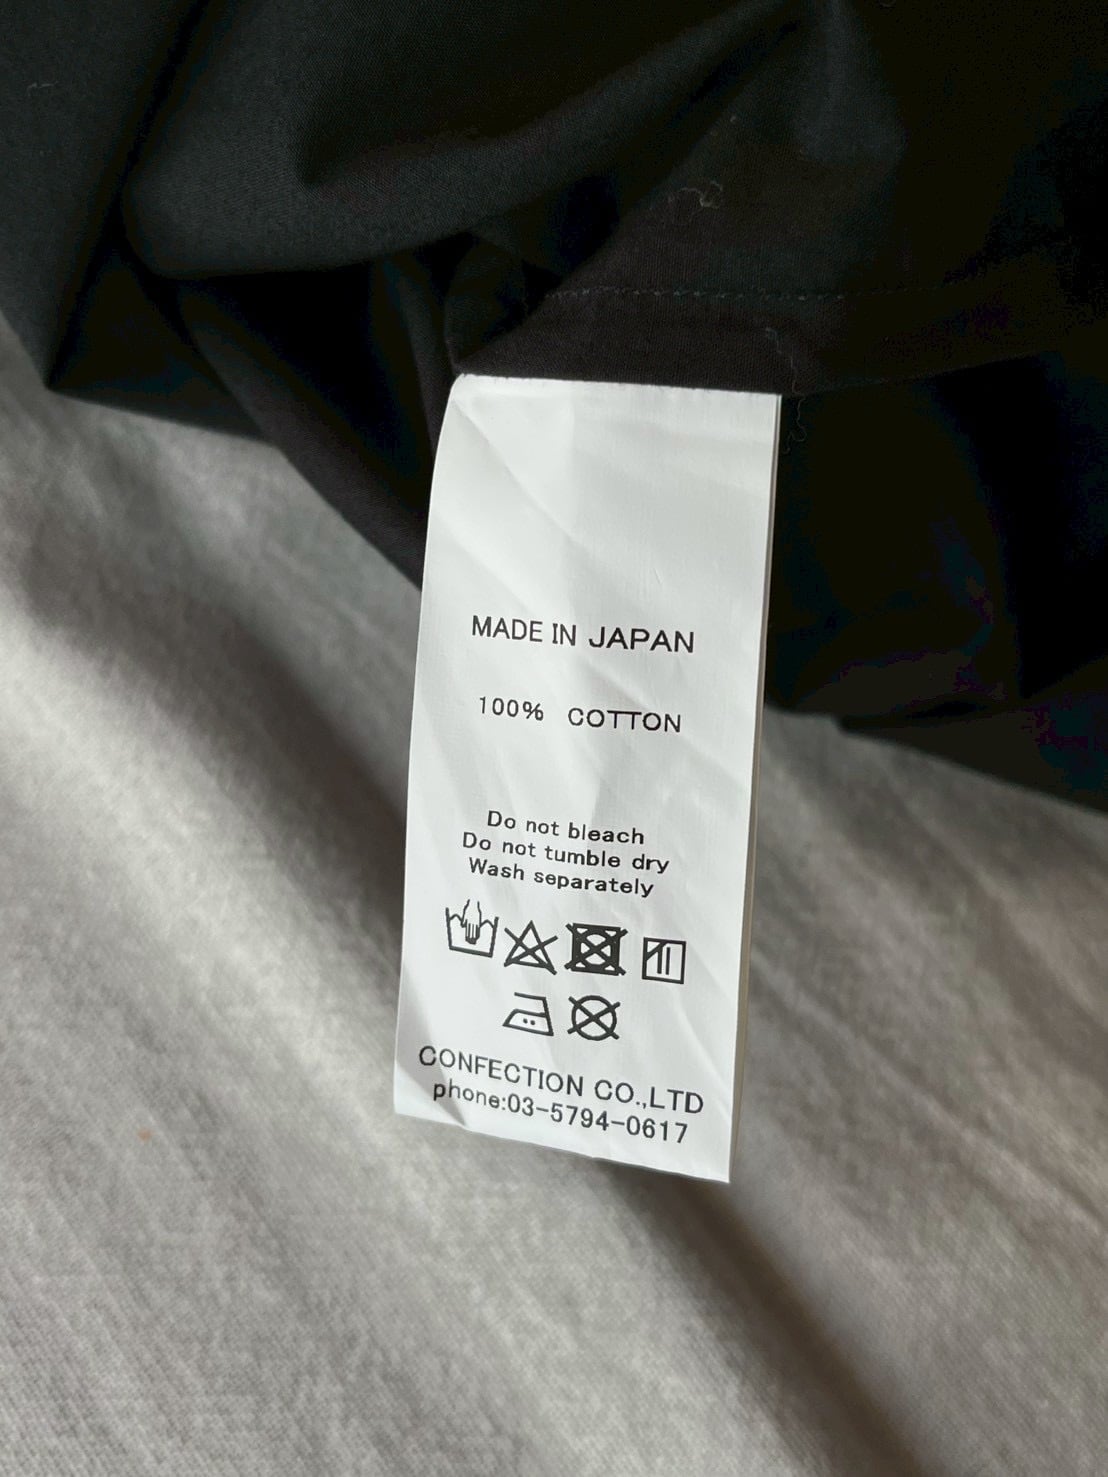 MADE IN JAPAN
100% COTTON
Do not bleach
Do not tumble dry
Wash separately
CONFECTION CO.,LTD
phone:03-5794-0617